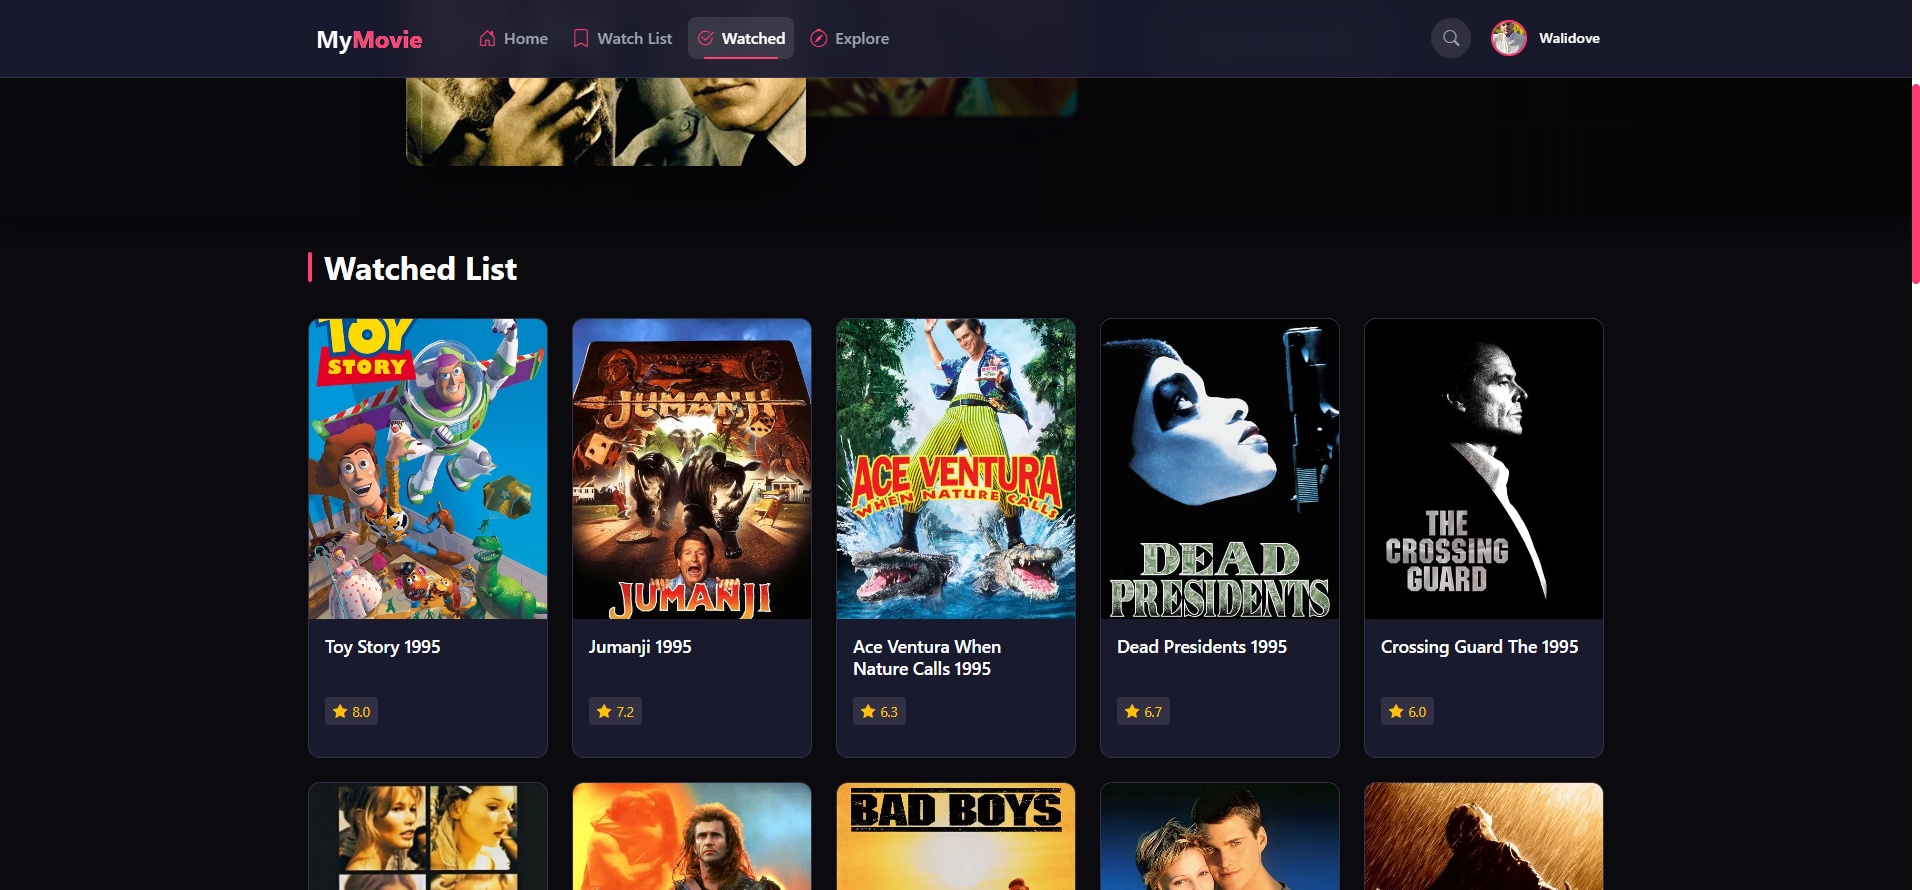 MyMovie
Home
Watch List
Watched
Explore
Walidove
Watched List
TOY
STORY
JUMANJI
JUMANJI
ACE VENTURA
WHEN NATURE CALLS
DEAD
PRESIDENTS
THE
CROSSING
GUARD
Toy Story 1995
Jumanji 1995
Ace Ventura When
Nature Calls 1995
Dead Presidents 1995
Crossing Guard The 1995
8.0
7.2
6.3
6.7
6.0
BAD BOYS